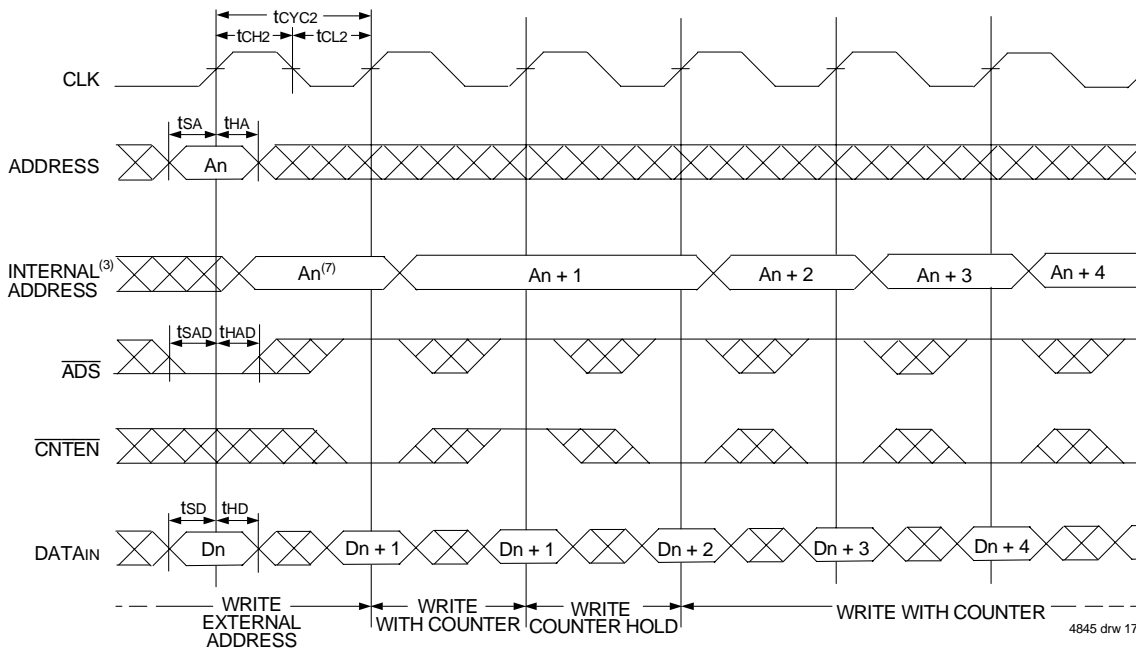 tCYC2
tCH2 tCL2
CLK
tSA tHA
ADDRESS An
INTERNAL(3)
ADDRESS
An(7) An + 1 An + 2 An + 3 An + 4
tSAD tHAD
ADS
CNTEN
tSD tHD
DATAIN Dn Dn + 1 Dn + 1 Dn + 2 Dn + 3 Dn + 4
WRITE
EXTERNAL
ADDRESS
WRITE
WITH COUNTER
WRITE
COUNTER HOLD
WRITE WITH COUNTER
4845 drw 17